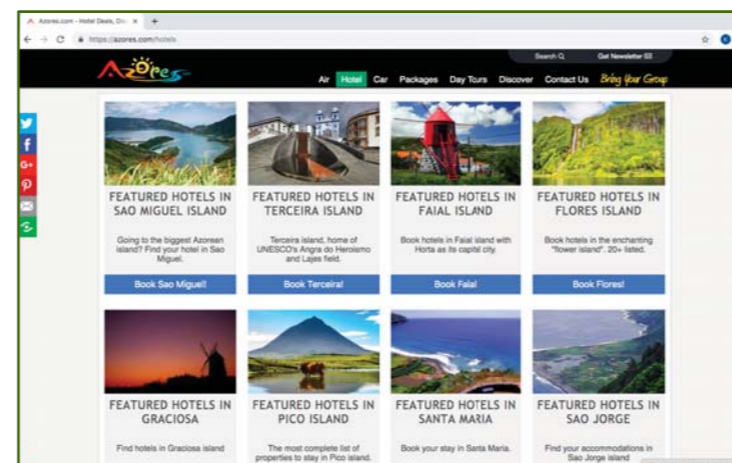 Azores.com - Hotel Deals, Dis
https://azores.com/hotels
Azores
Search
Get Newsletter
Air Hotel Car Packages Day Tours Discover Contact Us Bring Your Group
FEATURED HOTELS IN
SAO MIGUEL ISLAND
Going to the biggest Azorean
island? Find your hotel in Sao
Miguel.
Book Sao Miguel!
FEATURED HOTELS IN
TERCEIRA ISLAND
Terceira island, home of
UNESCO's Angra do Heroismo
and Lajes field.
Book Terceira!
FEATURED HOTELS IN
FAIAL ISLAND
Book hotels in Faial island with
Horta as its capital city.
Book Faial
FEATURED HOTELS IN
FLORES ISLAND
Book hotels in the enchanting
"flower island". 20+ listed.
Book Flores!
FEATURED HOTELS IN
GRACIOSA
Find hotels in Graciosa island
FEATURED HOTELS IN
PICO ISLAND
The most complete list of
properties to stay in Pico island.
FEATURED HOTELS IN
SANTA MARIA
Book your stay in Santa Maria.
FEATURED HOTELS IN
SAO JORGE
Find your accommodations in
Sao Jorge island